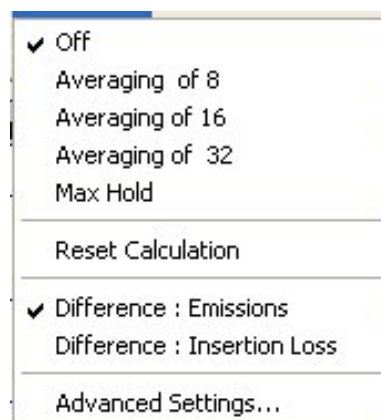 Off
Averaging of 8
Averaging of 16
Averaging of 32
Max Hold
Reset Calculation
Difference : Emissions
Difference : Insertion Loss
Advanced Settings...